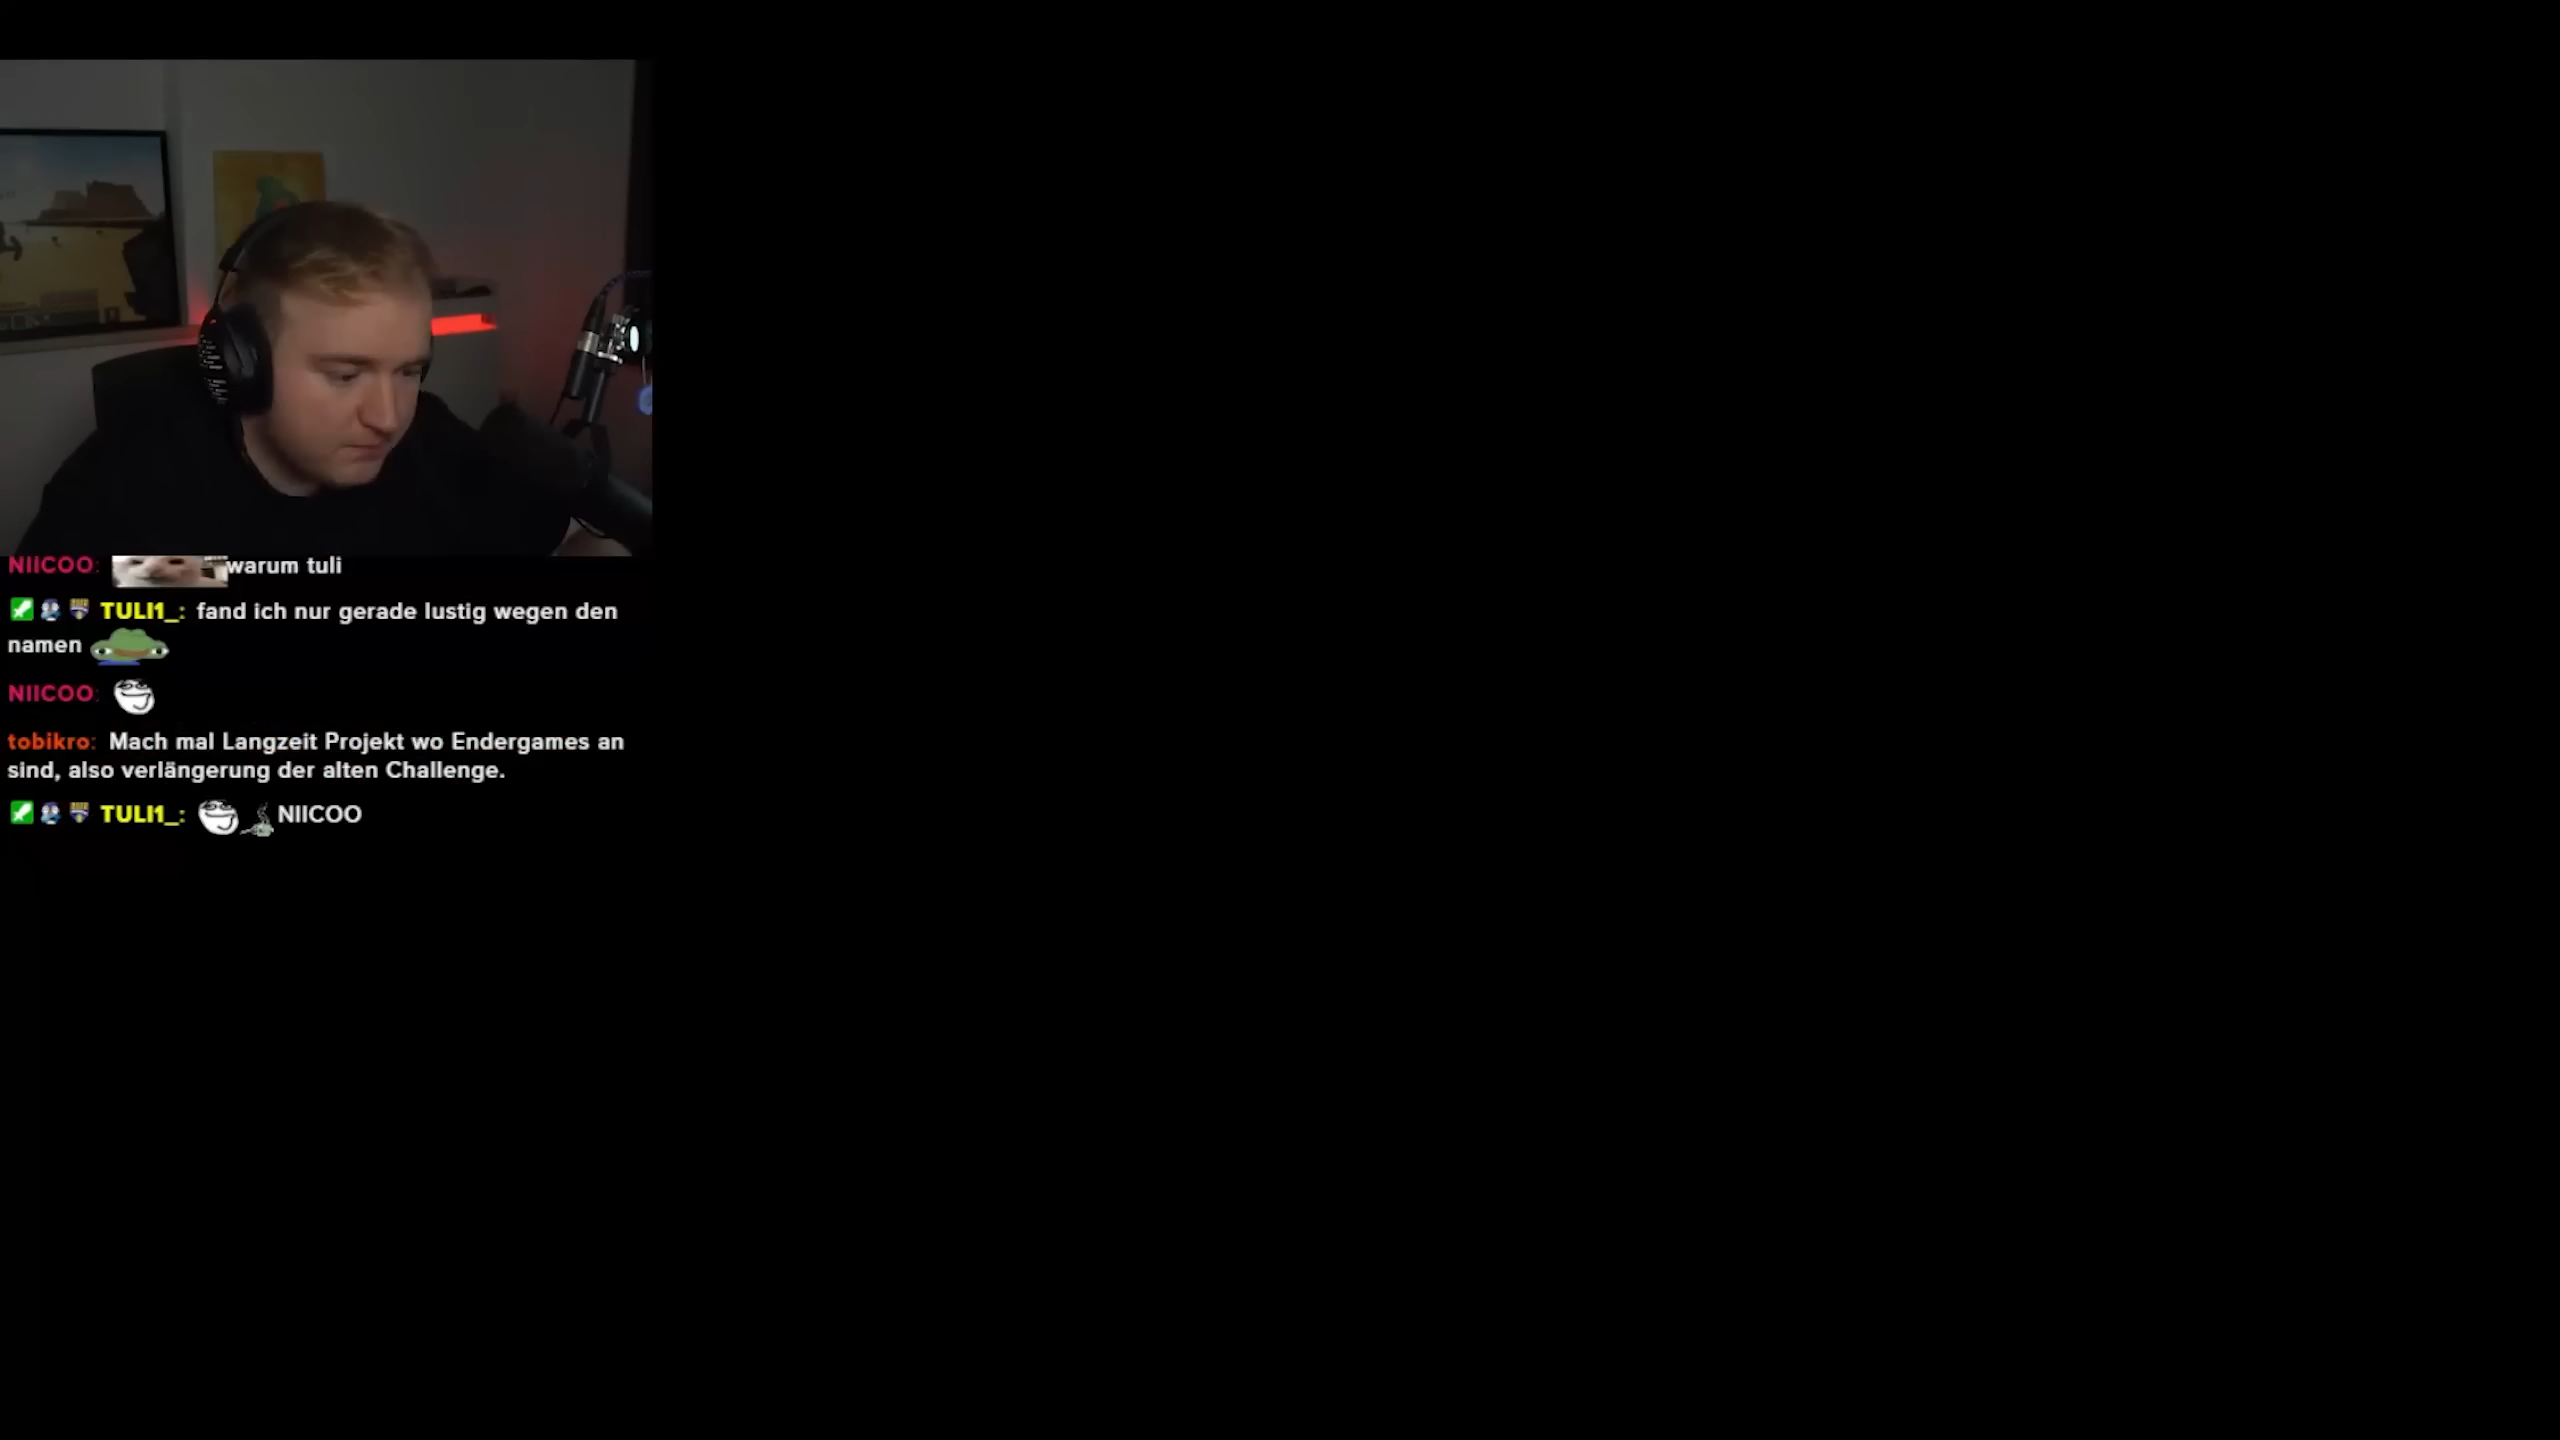 NIICOO: warum tuli
TULI1_: fand ich nur gerade lustig wegen den
namen
NIICOO:
tobikro: Mach mal Langzeit Projekt wo Endergames an
sind, also verlängerung der alten Challenge.
TULI1_: NIICOO